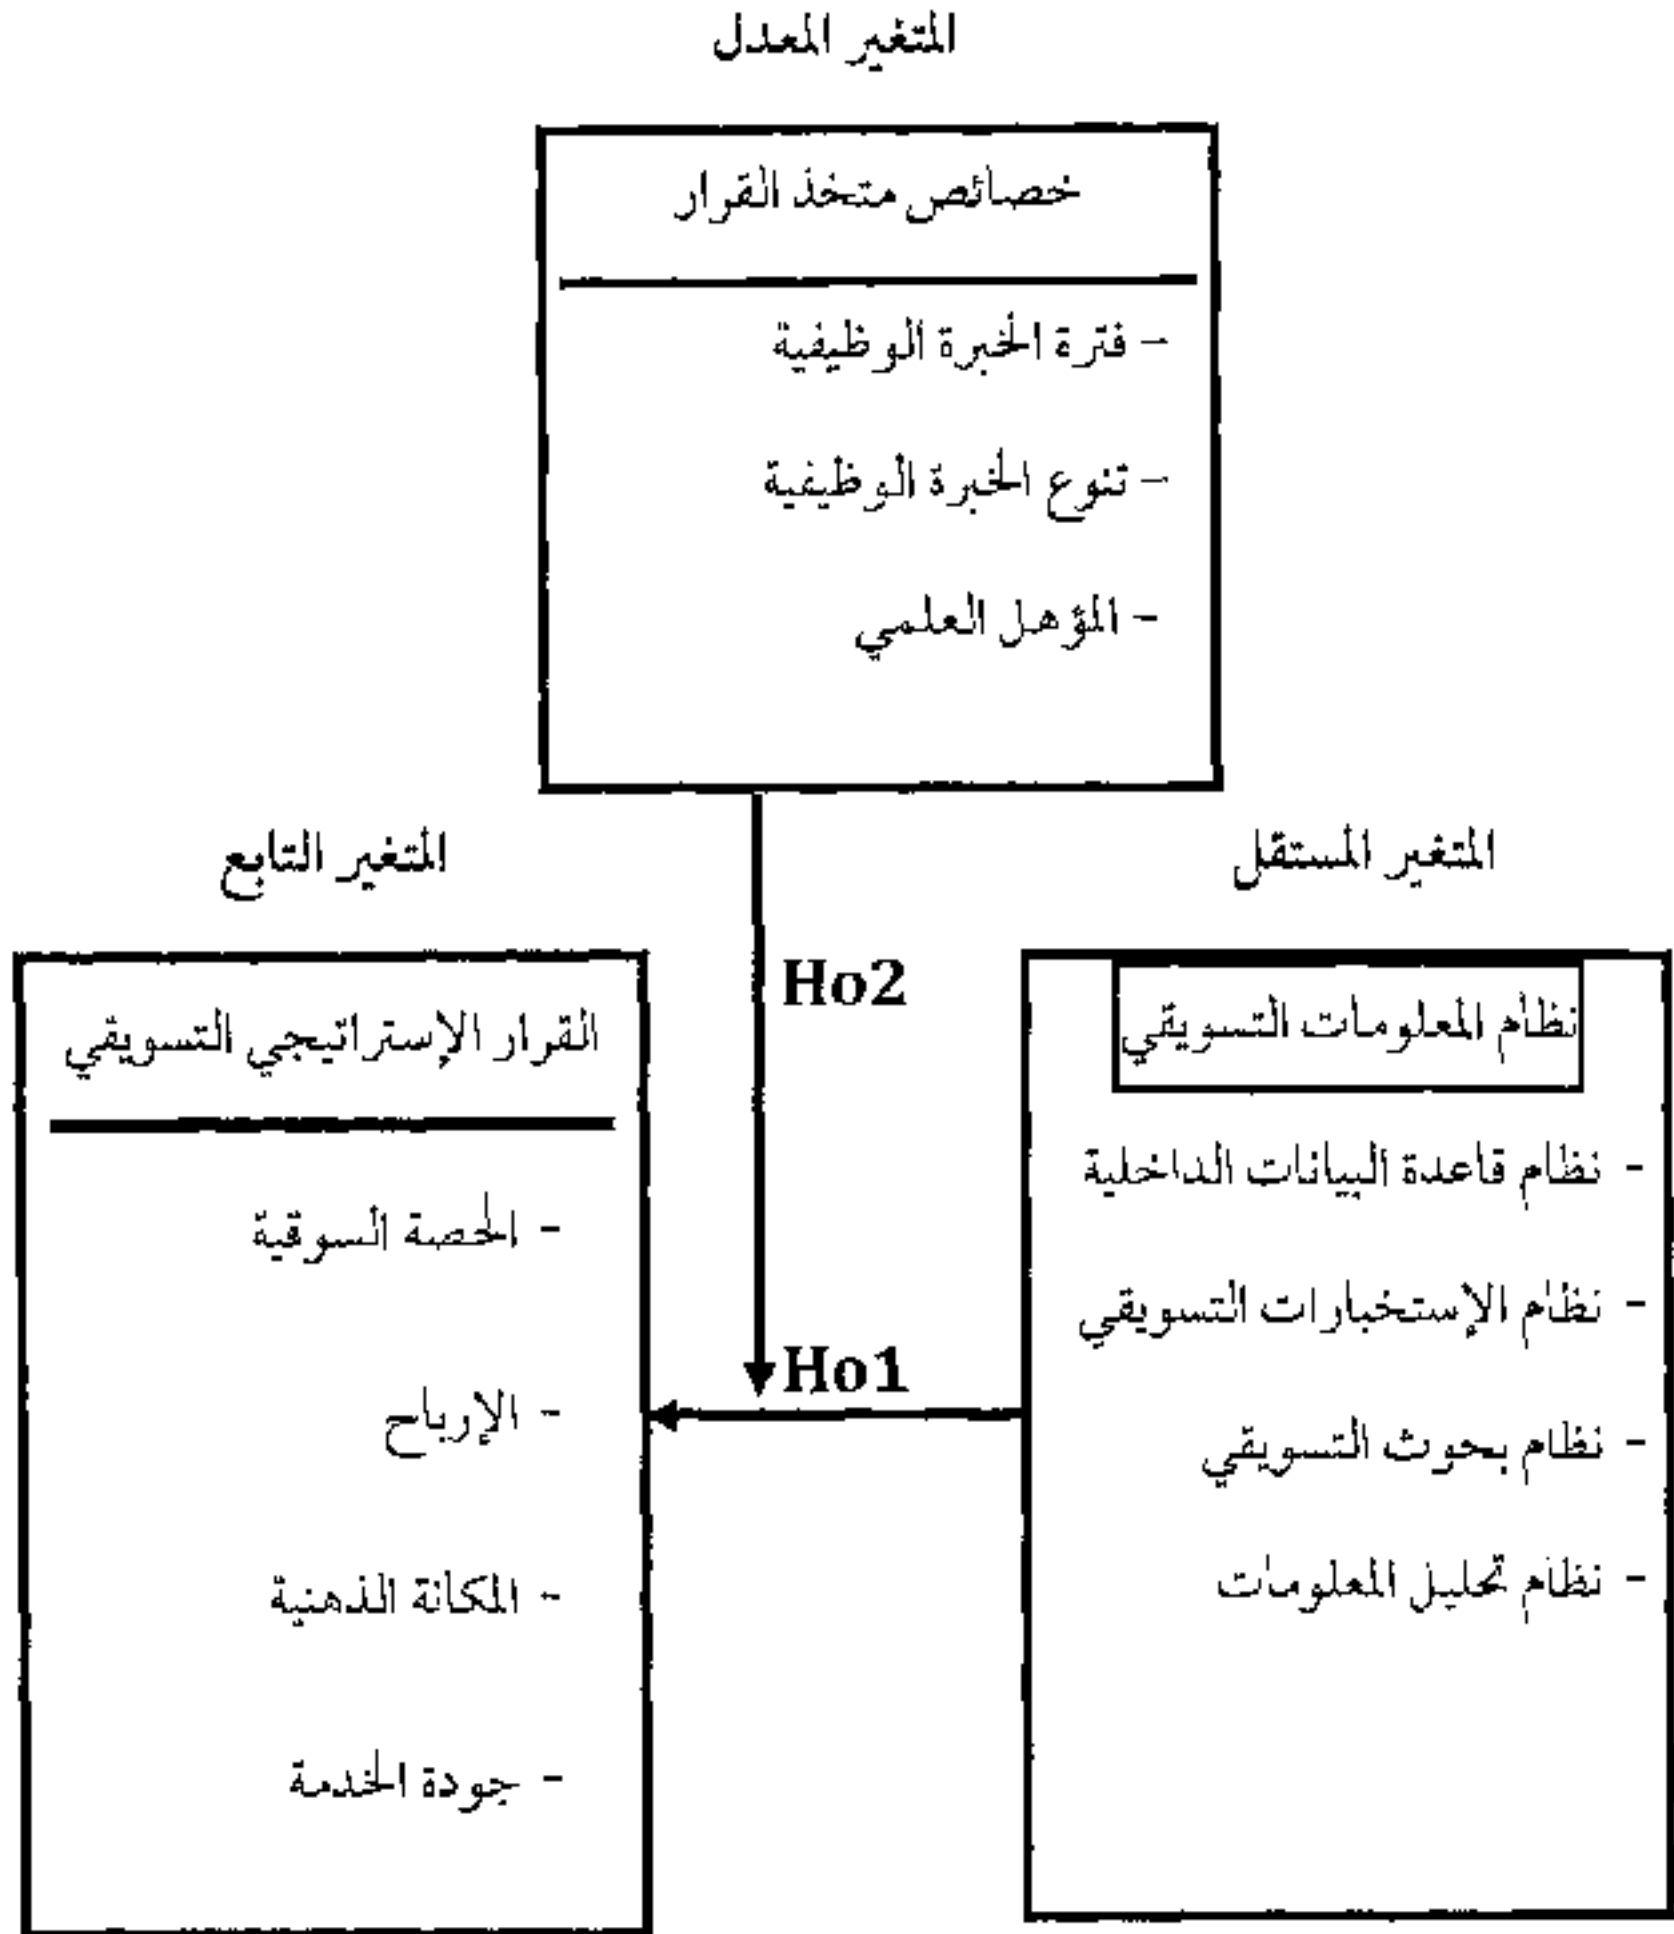 المتغير المعدل
خصائص متخذ القرار
- فترة الخبرة الوظيفية
- تنوع الخبرة الوظيفية
- المؤهل العلمي
المتغير المستقل
نظام المعلومات التسويقي
- نظام قاعدة البيانات الداخلية
- نظام الإستخبارات التسويقي
- نظام بحوث التسويقي
- نظام تحليل المعلومات
Ho2
Ho1
المتغير التابع
القرار الإستراتيجي التسويقي
- الحصة السوقية
- الإرباح
- المكانة الذهنية
- جودة الخدمة